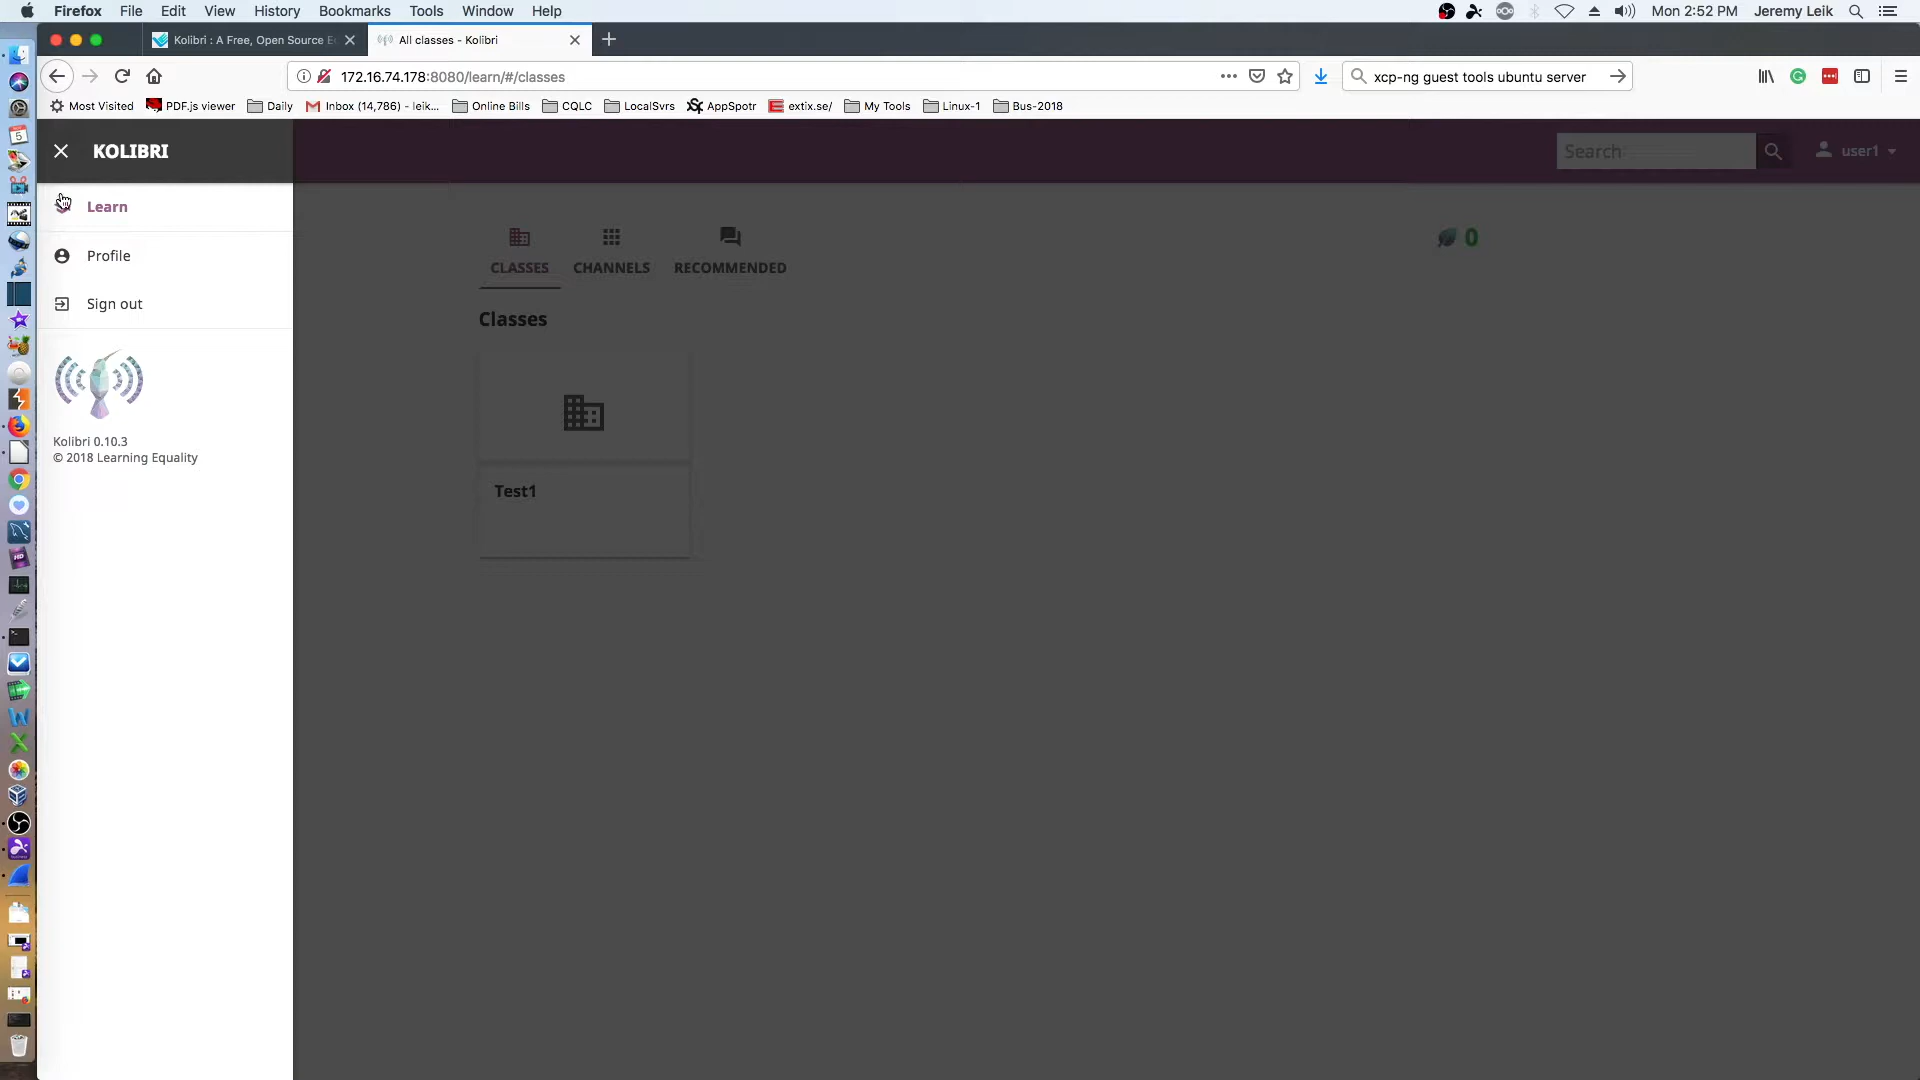 Firefox File Edit View History Bookmarks Tools Window Help Mon 2:52 PM Jeremy Leik
Kolibri : A Free, Open Source E All classes - Kolibri
172.16.74.178:8080/learn/#/classes xcp-ng guest tools ubuntu server
Most Visited PDF.js viewer Daily Inbox (14,786) - leik... Online Bills CQLC LocalSvrs AppSpotr extix.se/ My Tools Linux-1 Bus-2018
KOLIBRI Search user1
Learn
Profile
Sign out
Kolibri 0.10.3
© 2018 Learning Equality
0
CLASSES CHANNELS RECOMMENDED
Classes
Test1
5
HD